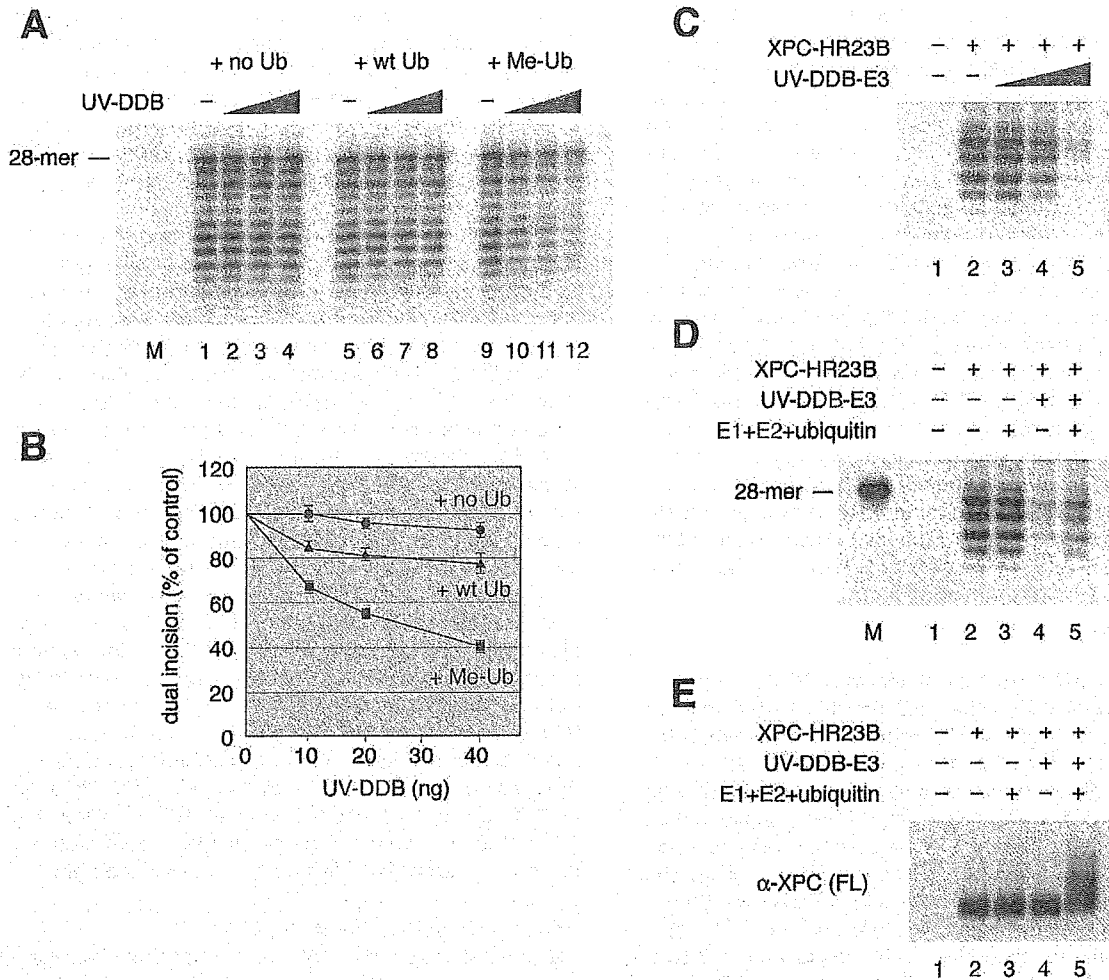 A
+ no Ub + wt Ub + Me-Ub
UV-DDB – – –
28-mer —
M 1 2 3 4 5 6 7 8 9 10 11 12
B
120
100
80
60
40
20
0
dual incision (% of control)
+ no Ub
+ wt Ub
+ Me-Ub
0 10 20 30 40
UV-DDB (ng)
C
XPC-HR23B – + + + +
UV-DDB-E3 – –
1 2 3 4 5
D
XPC-HR23B – + + + +
UV-DDB-E3 – – – + +
E1+E2+ubiquitin – – + – +
28-mer —
M 1 2 3 4 5
E
XPC-HR23B – + + + +
UV-DDB-E3 – – – + +
E1+E2+ubiquitin – – + – +
α-XPC (FL)
1 2 3 4 5